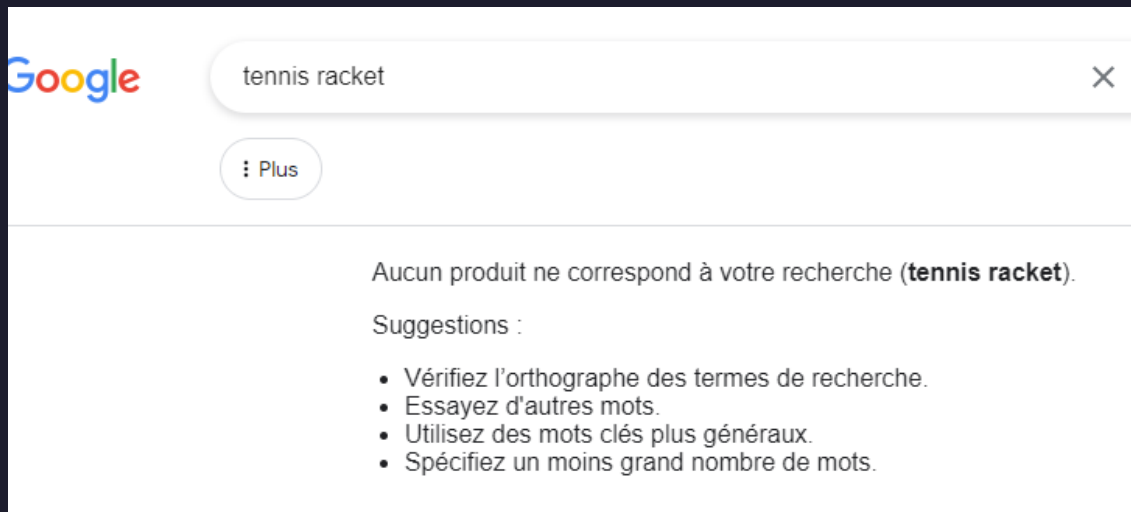 Google
tennis racket
Plus
Aucun produit ne correspond à votre recherche (tennis racket).
Suggestions :
Vérifiez l'orthographe des termes de recherche.
Essayez d'autres mots.
Utilisez des mots clés plus généraux.
Spécifiez un moins grand nombre de mots.